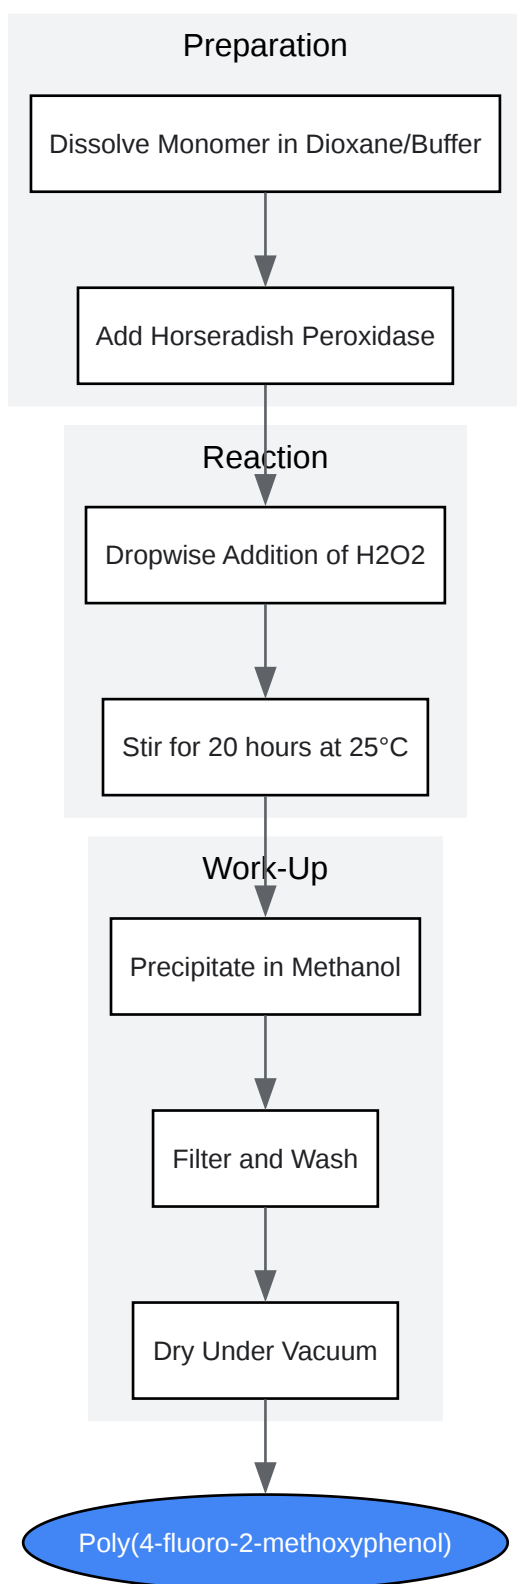 Preparation
Dissolve Monomer in Dioxane/Buffer
Add Horseradish Peroxidase
Reaction
Dropwise Addition of H2O2
Stir for 20 hours at 25°C
Work-Up
Precipitate in Methanol
Filter and Wash
Dry Under Vacuum
Poly(4-fluoro-2-methoxyphenol)